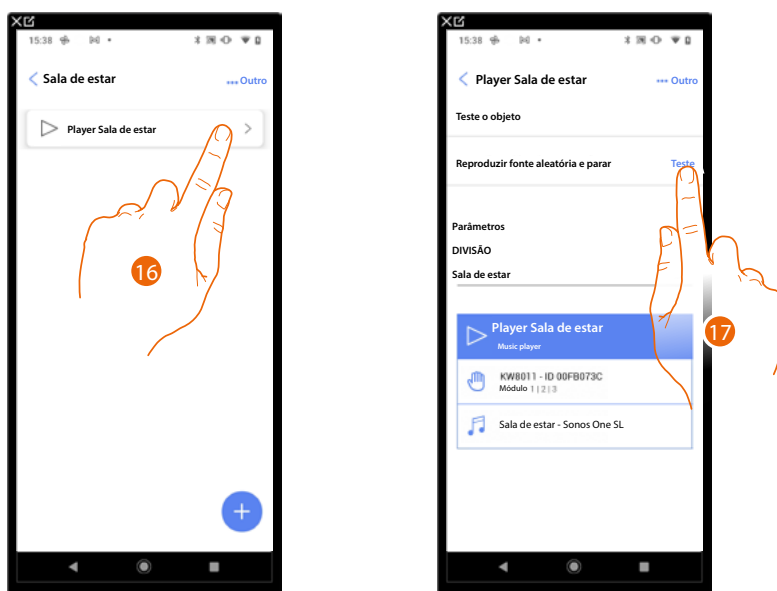 15:38
Sala de estar
Outro
Player Sala de estar
16
15:38
Player Sala de estar
Outro
Teste o objeto
Reproduzir fonte aleatória e parar
Teste
Parâmetros
DIVISÃO
Sala de estar
17
Player Sala de estar
Music player
KW8011 - ID 00FB073C
Módulo 1 | 2 | 3
Sala de estar - Sonos One SL